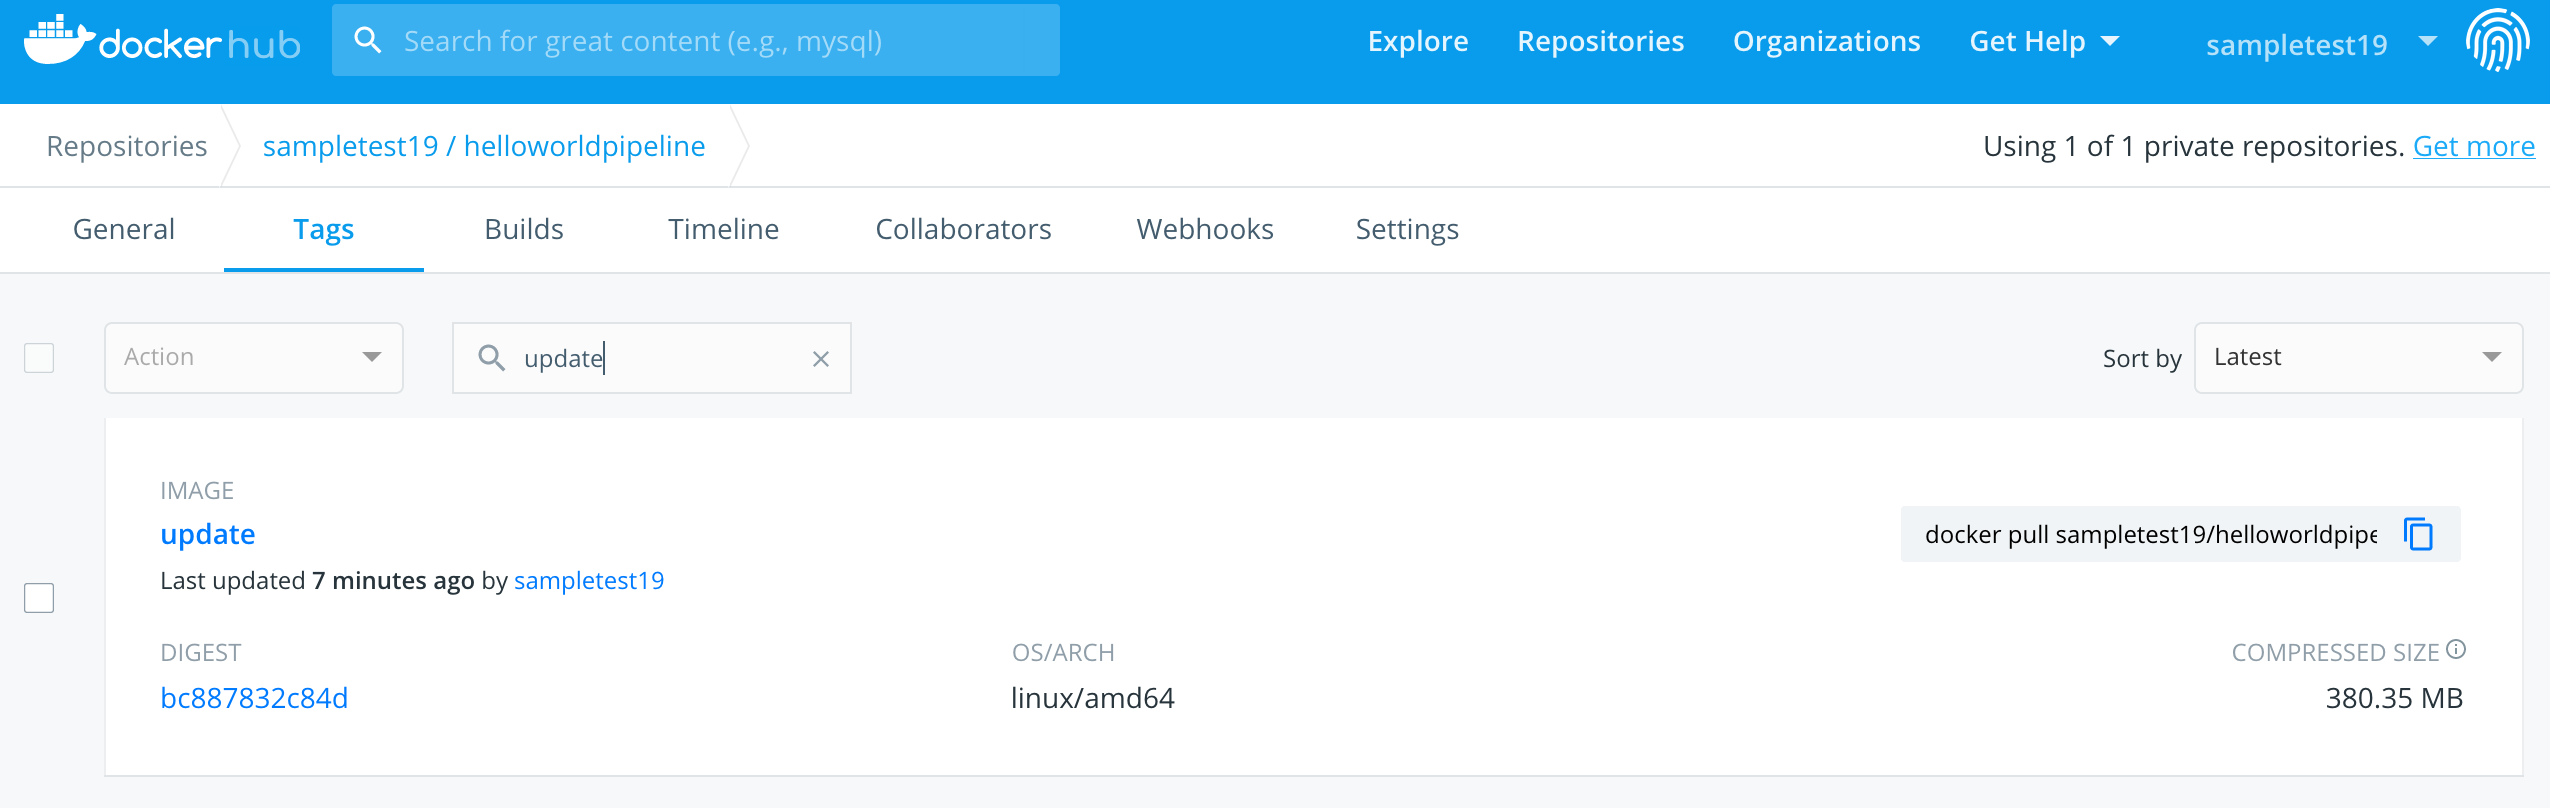 docker hub
Search for great content (e.g., mysql)
Explore
Repositories
Organizations
Get Help
sampletest19
Repositories
sampletest19 / helloworldpipeline
Using 1 of 1 private repositories. Get more
General
Tags
Builds
Timeline
Collaborators
Webhooks
Settings
Action
update
Sort by
Latest
IMAGE
update
docker pull sampletest19/helloworldpipe
Last updated 7 minutes ago by sampletest19
DIGEST
OS/ARCH
COMPRESSED SIZE
bc887832c84d
linux/amd64
380.35 MB